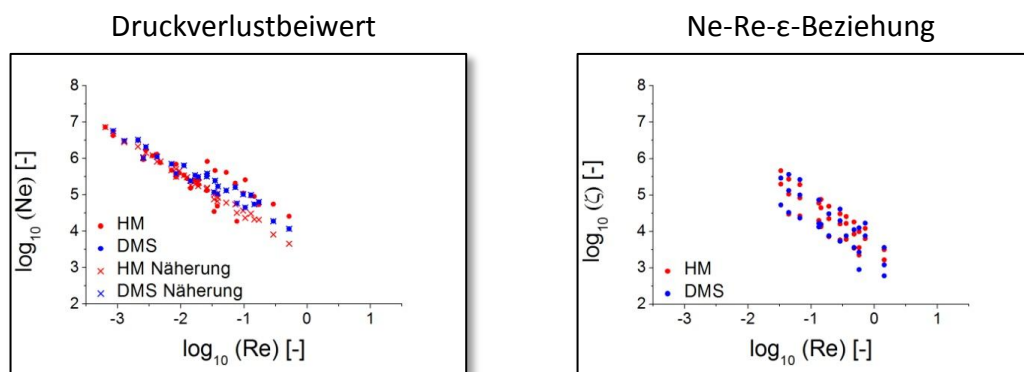 Druckverlustbeiwert
8
7
6
5
4
3
2
log₁₀ (Ne) [-]
HM
DMS
HM Näherung
DMS Näherung
-3 -2 -1 0 1
log₁₀ (Re) [-]
Ne-Re-ε-Beziehung
8
7
6
5
4
3
2
log₁₀ (ζ) [-]
HM
DMS
-3 -2 -1 0 1
log₁₀ (Re) [-]